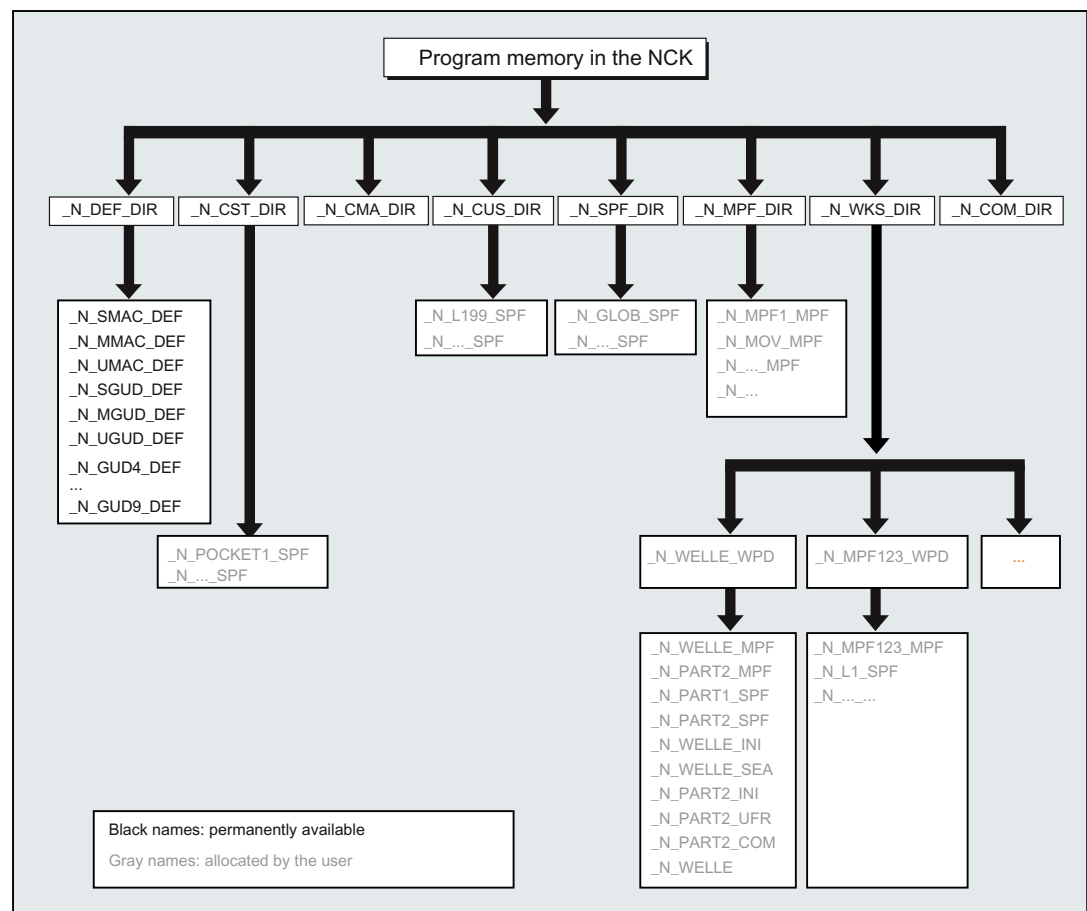 Program memory in the NCK
_N_DEF_DIR
_N_CST_DIR
_N_CMA_DIR
_N_CUS_DIR
_N_SPF_DIR
_N_MPF_DIR
_N_WKS_DIR
_N_COM_DIR
_N_SMAC_DEF
_N_MMAC_DEF
_N_UMAC_DEF
_N_SGUD_DEF
_N_MGUD_DEF
_N_UGUD_DEF
_N_GUD4_DEF
...
_N_GUD9_DEF
_N_POCKET1_SPF
_N_..._SPF
_N_L199_SPF
_N_..._SPF
_N_GLOB_SPF
_N_..._SPF
_N_MPF1_MPF
_N_MOV_MPF
_N_..._MPF
_N_...
_N_WELLE_WPD
_N_MPF123_WPD
...
_N_WELLE_MPF
_N_PART2_MPF
_N_PART1_SPF
_N_PART2_SPF
_N_WELLE_INI
_N_WELLE_SEA
_N_PART2_INI
_N_PART2_UFR
_N_PART2_COM
_N_WELLE
_N_MPF123_MPF
_N_L1_SPF
_N_..._...
Black names: permanently available
Gray names: allocated by the user